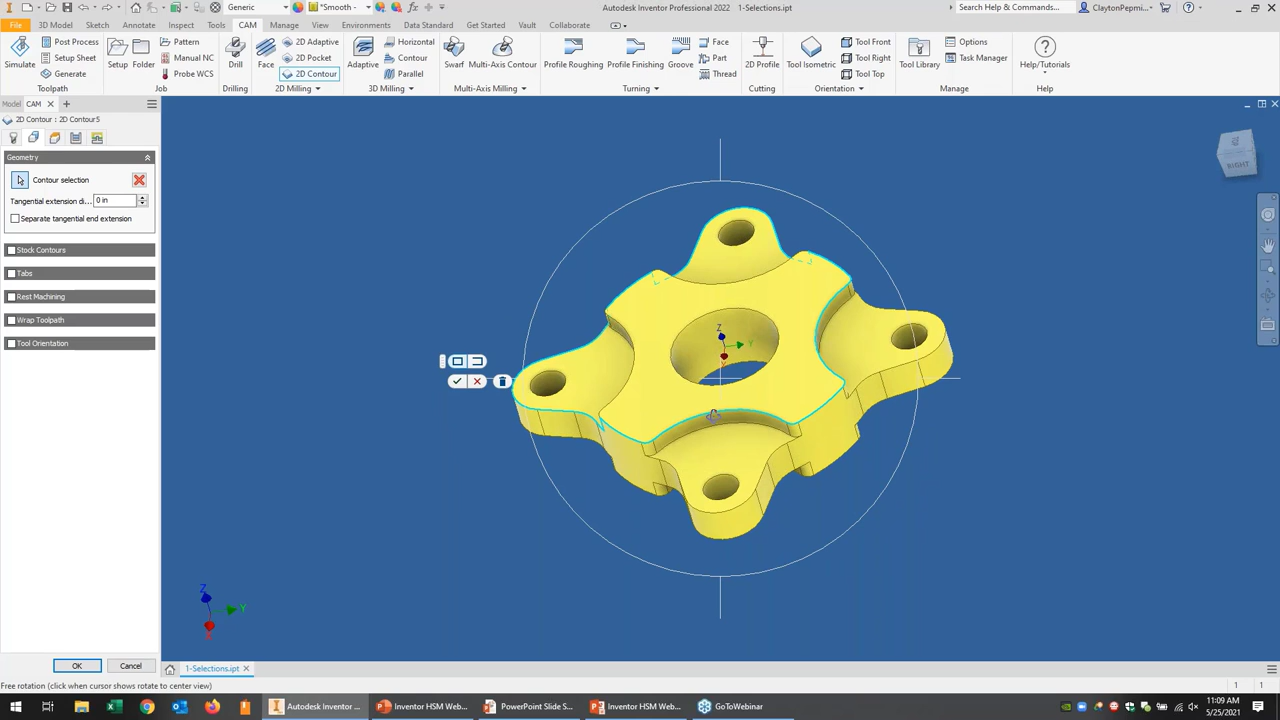 Generic
*Smooth -
Autodesk Inventor Professional 2022 1-Selections.ipt
Search Help & Commands...
ClaytonPepmi...
File 3D Model Sketch Annotate Inspect Tools CAM Manage View Environments Data Standard Get Started Vault Collaborate
Simulate
Post Process
Setup Sheet
Generate
Toolpath
Setup
Folder
Pattern
Manual NC
Probe WCS
Job
Drill
Drilling
Face
2D Adaptive
2D Pocket
2D Contour
2D Milling
Adaptive
Horizontal
Contour
Parallel
3D Milling
Swarf
Multi-Axis Contour
Multi-Axis Milling
Profile Roughing
Profile Finishing
Groove
Face
Part
Thread
Turning
2D Profile
Cutting
Tool Isometric
Tool Front
Tool Right
Tool Top
Orientation
Tool Library
Options
Task Manager
Manage
Help/Tutorials
Help
Model CAM
2D Contour : 2D Contour5
Geometry
Contour selection
Tangential extension di... 0 in
Separate tangential end extension
Stock Contours
Tabs
Rest Machining
Wrap Toolpath
Tool Orientation
RIGHT
Z
Y
Z
Y
OK Cancel
1-Selections.ipt
Free rotation (click when cursor shows rotate to center view)
1 1
Autodesk Inventor ...
Inventor HSM Web...
PowerPoint Slide S...
Inventor HSM Web...
GoToWebinar
11:09 AM
5/25/2021